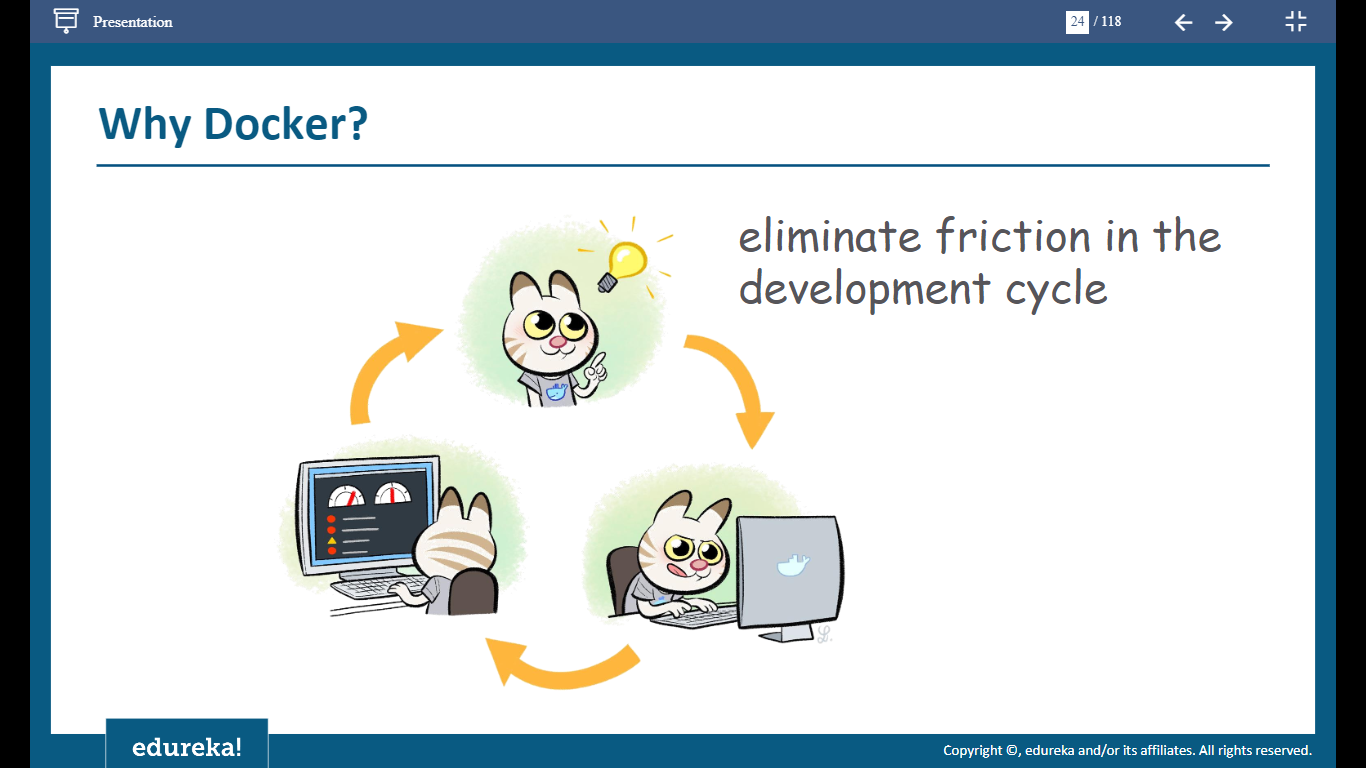 Presentation
24 / 118
Why Docker?
eliminate friction in the
development cycle
edureka!
Copyright ©, edureka and/or its affiliates. All rights reserved.